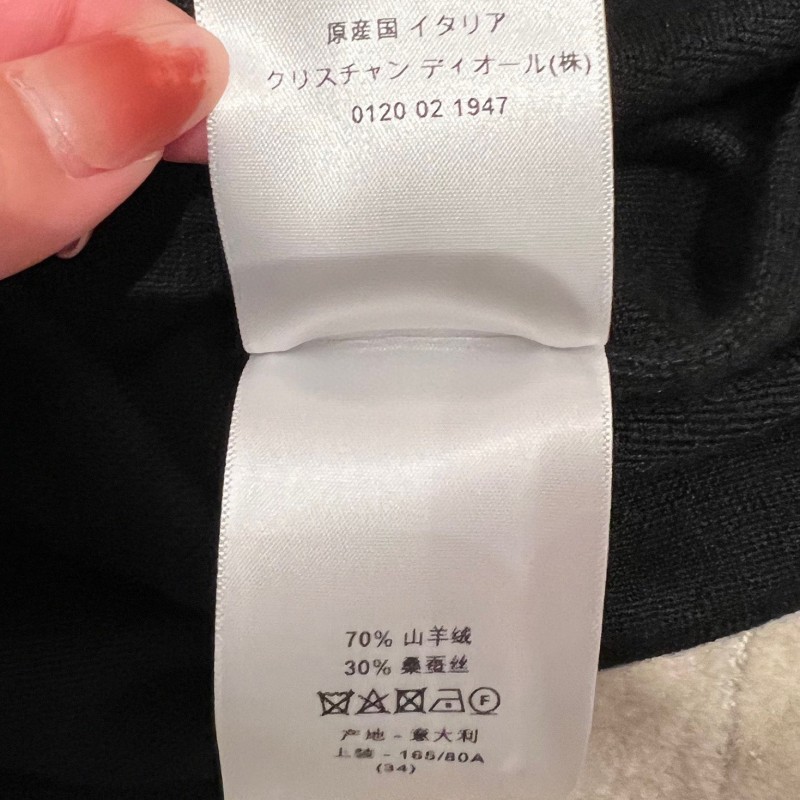 原産国 イタリア
クリスチャン ディオール(株)
0120 02 1947
70% 山羊绒
30% 桑蚕丝
F
产地 - 意大利
上装 - 165/80A
(34)